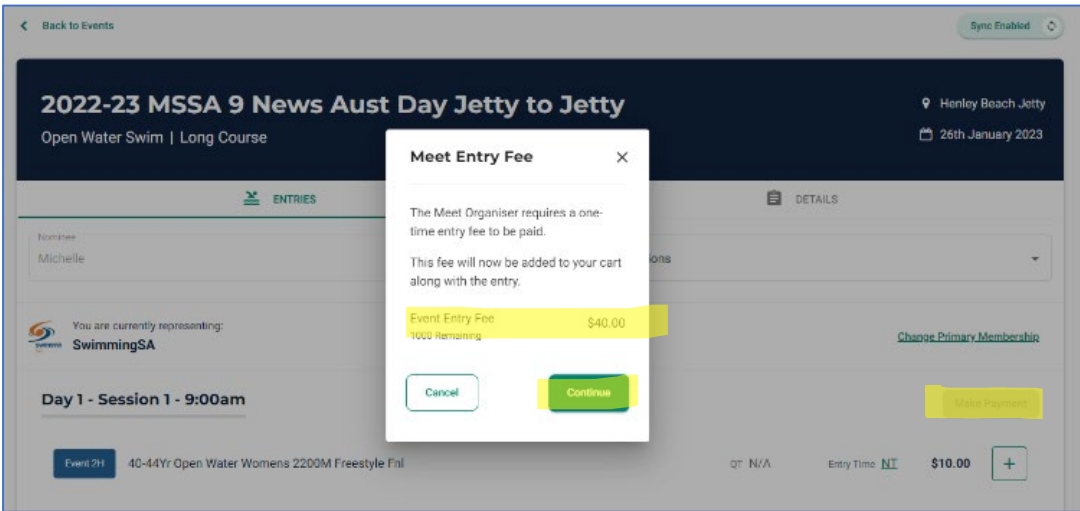 Back to Events
Sync Enabled
2022-23 MSSA 9 News Aust Day Jetty to Jetty
Henley Beach Jetty
Open Water Swim | Long Course
26th January 2023
Meet Entry Fee
ENTRIES
DETAILS
The Meet Organiser requires a one-
time entry fee to be paid.
Nominee
Michelle
ions
This fee will now be added to your cart
along with the entry.
Event Entry Fee
$40.00
1000 Remaining
You are currently representing:
SwimmingSA
Change Primary Membership
Cancel
Continue
Day 1 - Session 1 - 9:00am
Make Payment
Event 2H
40-44Yr Open Water Womens 2200M Freestyle Fnl
QT N/A
Entry Time NT
$10.00